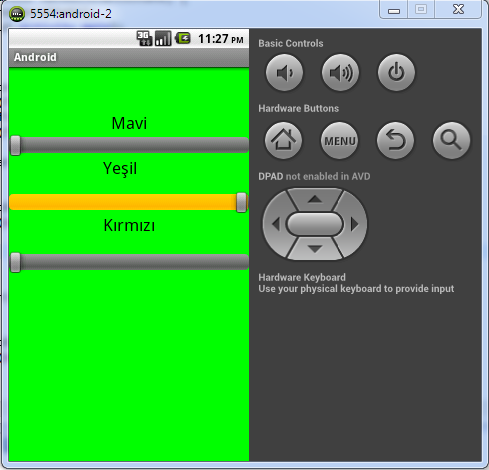 5554:android-2
3G
11:27 PM
Android
Mavi
Yeşil
Kırmızı
Basic Controls
Hardware Buttons
MENU
DPAD not enabled in AVD
Hardware Keyboard
Use your physical keyboard to provide input